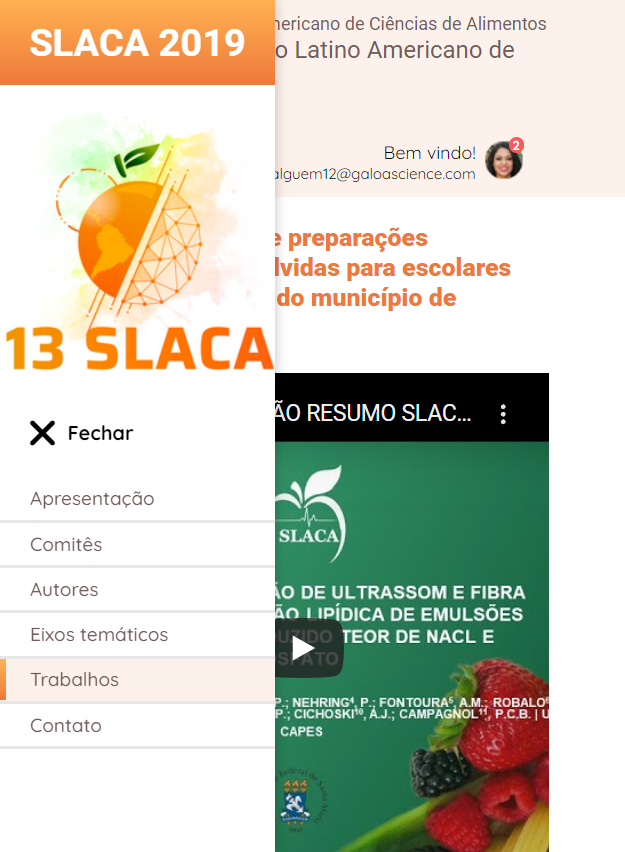 SLACA 2019
mericano de Ciências de Alimentos
o Latino Americano de
Bem vindo!
2
alguem12@galoascience.com
e preparações
lvidas para escolares
do município de
13 SLACA
Fechar
Apresentação
Comitês
Autores
Eixos temáticos
Trabalhos
Contato
ÃO RESUMO SLAC...
SLACA
ÃO DE ULTRASSOM E FIBRA
ÃO LIPÍDICA DE EMULSÕES
UZIDO TEOR DE NACL E
SPATO
P.; NEHRING⁴, P.; FONTOURA⁵, A.M.; ROBALO⁶
P.; CICHOSKI¹⁰, A.J.; CAMPAGNOL¹¹, P.C.B. | U
CAPES